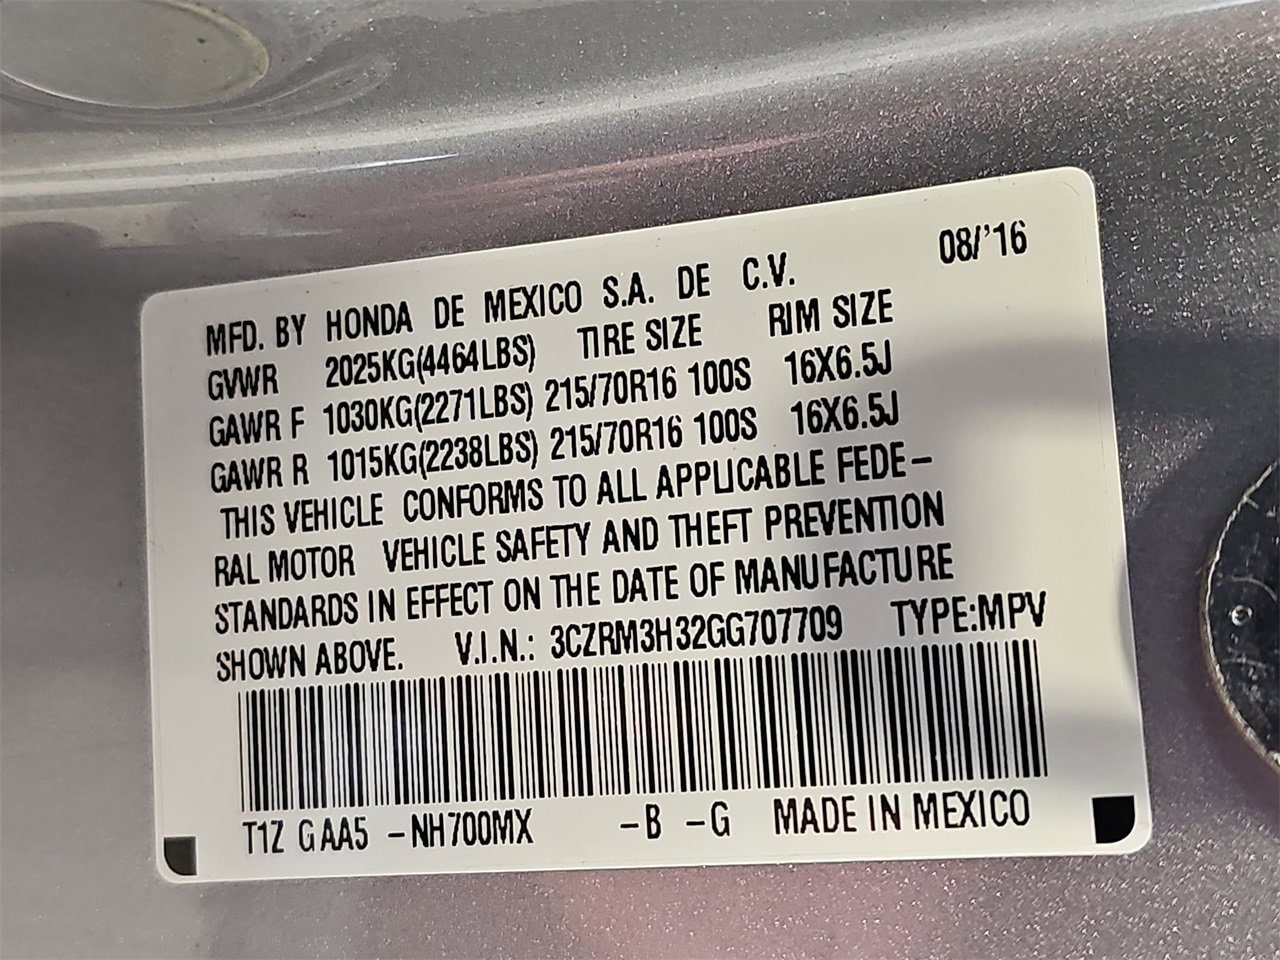 08/'16
MFD. BY HONDA DE MEXICO S.A. DE C.V.
GVWR 2025KG(4464LBS) TIRE SIZE RIM SIZE
GAWR F 1030KG(2271LBS) 215/70R16 100S 16X6.5J
GAWR R 1015KG(2238LBS) 215/70R16 100S 16X6.5J
THIS VEHICLE CONFORMS TO ALL APPLICABLE FEDE-
RAL MOTOR VEHICLE SAFETY AND THEFT PREVENTION
STANDARDS IN EFFECT ON THE DATE OF MANUFACTURE
SHOWN ABOVE. V.I.N.: 3CZRM3H32GG707709 TYPE:MPV
T1Z GAA5 -NH700MX -B -G MADE IN MEXICO